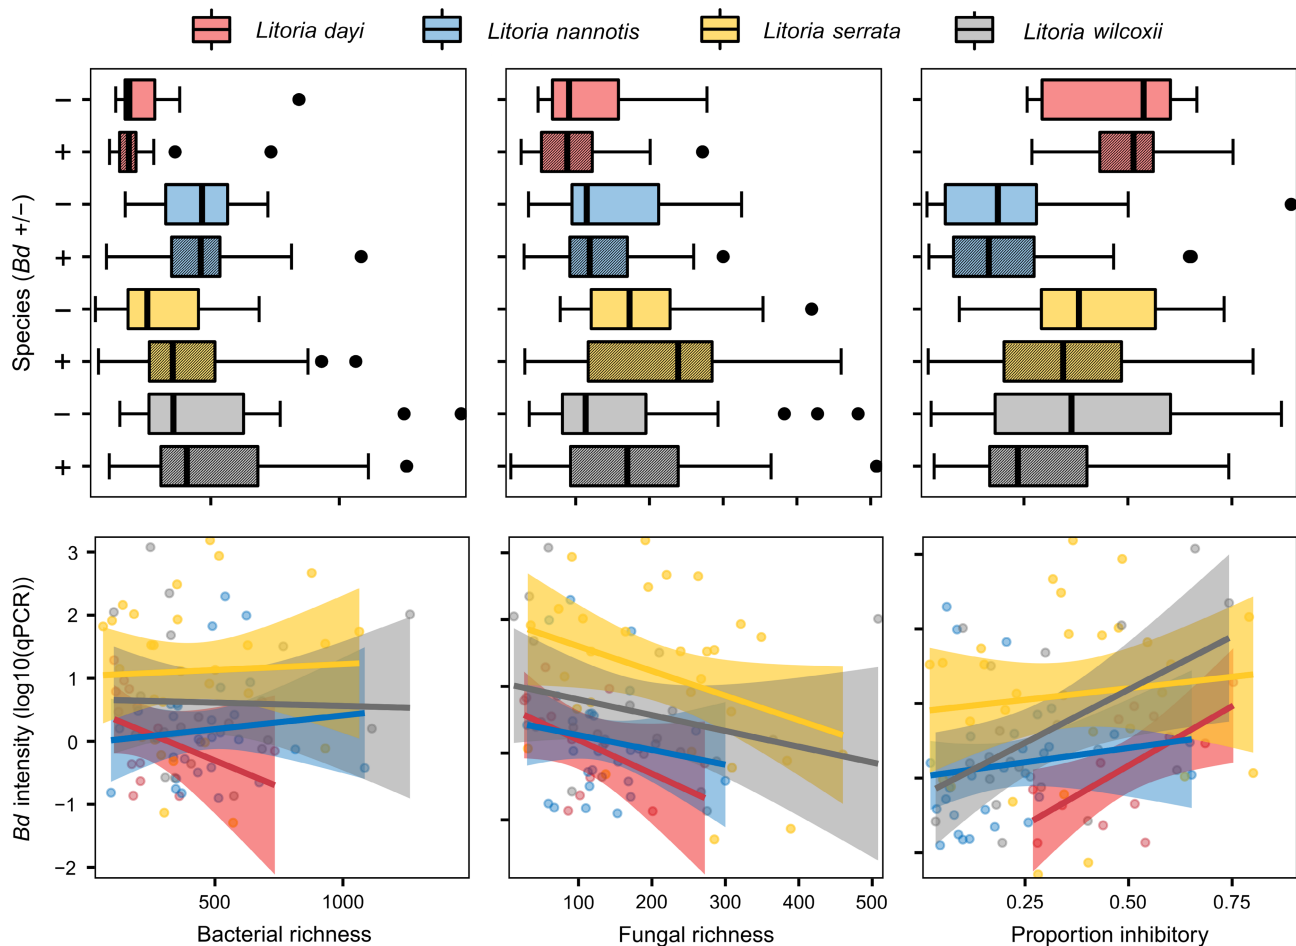 Litoria dayi Litoria nannotis Litoria serrata Litoria wilcoxii
Species (Bd +/−)
−
+
−
+
−
+
−
+
Bd intensity (log10(qPCR))
3
2
1
0
−1
−2
500 1000
100 200 300 400 500
0.25 0.50 0.75
Bacterial richness Fungal richness Proportion inhibitory